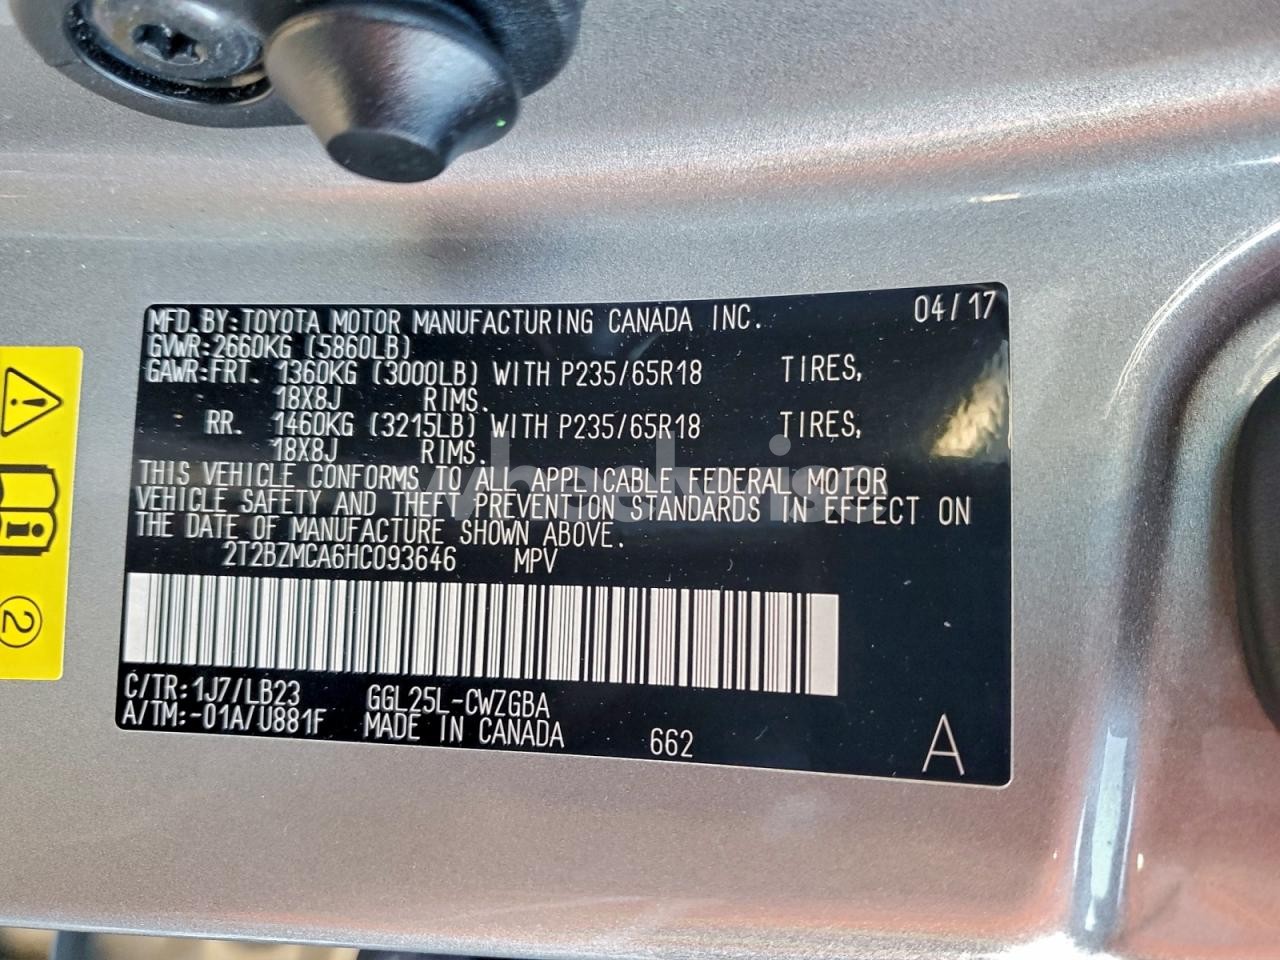 MFD.BY:TOYOTA MOTOR MANUFACTURING CANADA INC. 04/17
GVWR:2660KG (5860LB)
GAWR:FRT. 1360KG (3000LB) WITH P235/65R18 TIRES,
18X8J RIMS.
RR. 1460KG (3215LB) WITH P235/65R18 TIRES,
18X8J RIMS.
THIS VEHICLE CONFORMS TO ALL APPLICABLE FEDERAL MOTOR
VEHICLE SAFETY AND THEFT PREVENTION STANDARDS IN EFFECT ON
THE DATE OF MANUFACTURE SHOWN ABOVE.
2T2BZMCA6HC093646 MPV
C/TR:1J7/LB23 GGL25L-CWZGBA
A/TM:-01A/U881F MADE IN CANADA 662 A
2
wheelwise